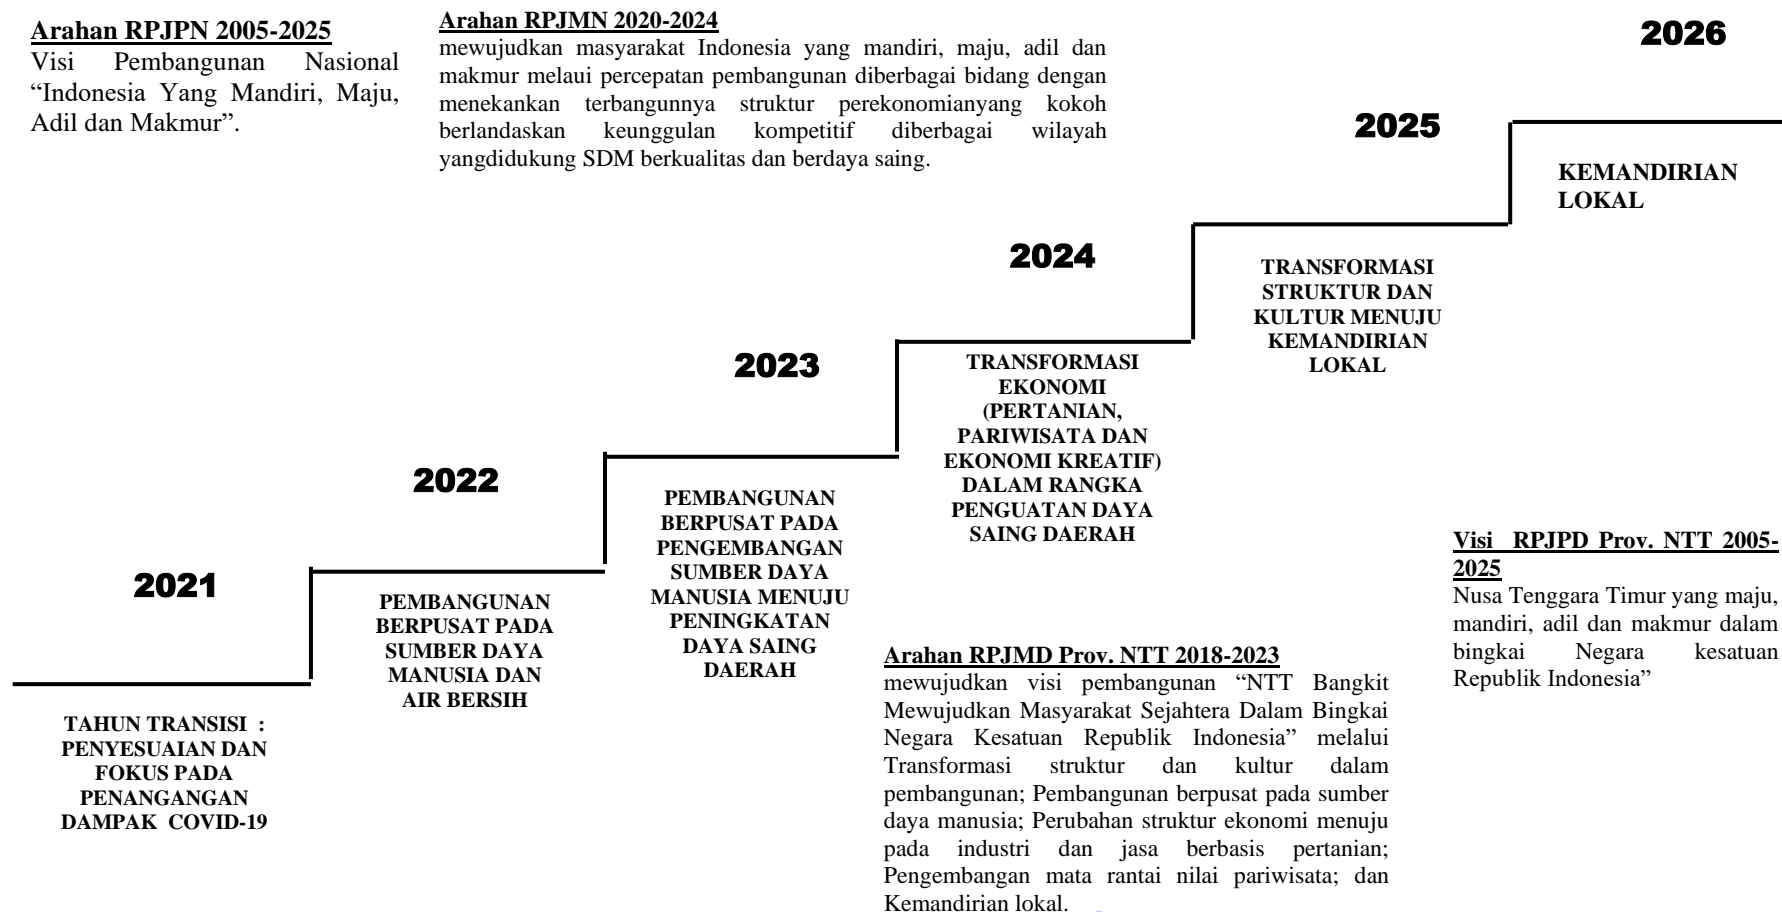 Arahan RPJPN 2005-2025
Visi Pembangunan Nasional
“Indonesia Yang Mandiri, Maju,
Adil dan Makmur”.
Arahan RPJMN 2020-2024
mewujudkan masyarakat Indonesia yang mandiri, maju, adil dan
makmur melaui percepatan pembangunan diberbagai bidang dengan
menekankan terbangunnya struktur perekonomianyang kokoh
berlandaskan keunggulan kompetitif diberbagai wilayah
yangdidukung SDM berkualitas dan berdaya saing.
2026
KEMANDIRIAN
LOKAL
2025
TRANSFORMASI
STRUKTUR DAN
KULTUR MENUJU
KEMANDIRIAN
LOKAL
2024
TRANSFORMASI
EKONOMI
(PERTANIAN,
PARIWISATA DAN
EKONOMI KREATIF)
DALAM RANGKA
PENGUATAN DAYA
SAING DAERAH
2023
PEMBANGUNAN
BERPUSAT PADA
PENGEMBANGAN
SUMBER DAYA
MANUSIA MENUJU
PENINGKATAN
DAYA SAING
DAERAH
2022
PEMBANGUNAN
BERPUSAT PADA
SUMBER DAYA
MANUSIA DAN
AIR BERSIH
2021
TAHUN TRANSISI :
PENYESUAIAN DAN
FOKUS PADA
PENANGANGAN
DAMPAK COVID-19
Visi RPJPD Prov. NTT 2005-
2025
Nusa Tenggara Timur yang maju,
mandiri, adil dan makmur dalam
bingkai Negara kesatuan
Republik Indonesia”
Arahan RPJMD Prov. NTT 2018-2023
mewujudkan visi pembangunan “NTT Bangkit
Mewujudkan Masyarakat Sejahtera Dalam Bingkai
Negara Kesatuan Republik Indonesia” melalui
Transformasi struktur dan kultur dalam
pembangunan; Pembangunan berpusat pada sumber
daya manusia; Perubahan struktur ekonomi menuju
pada industri dan jasa berbasis pertanian;
Pengembangan mata rantai nilai pariwisata; dan
Kemandirian lokal.